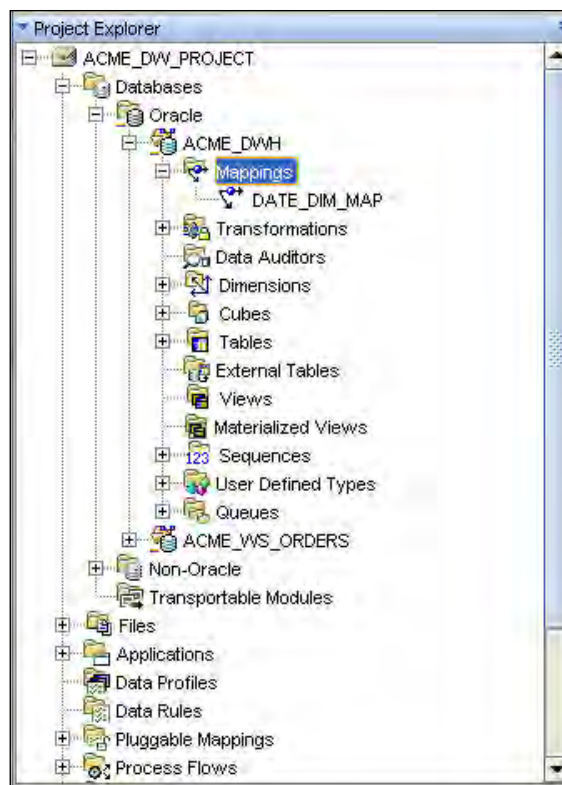 Project Explorer
ACME_DW_PROJECT
Databases
Oracle
ACME_DWH
Mappings
DATE_DIM_MAP
Transformations
Data Auditors
Dimensions
Cubes
Tables
External Tables
Views
Materialized Views
123 Sequences
User Defined Types
Queues
ACME_WS_ORDERS
Non-Oracle
Transportable Modules
Files
Applications
Data Profiles
Data Rules
Pluggable Mappings
Process Flows